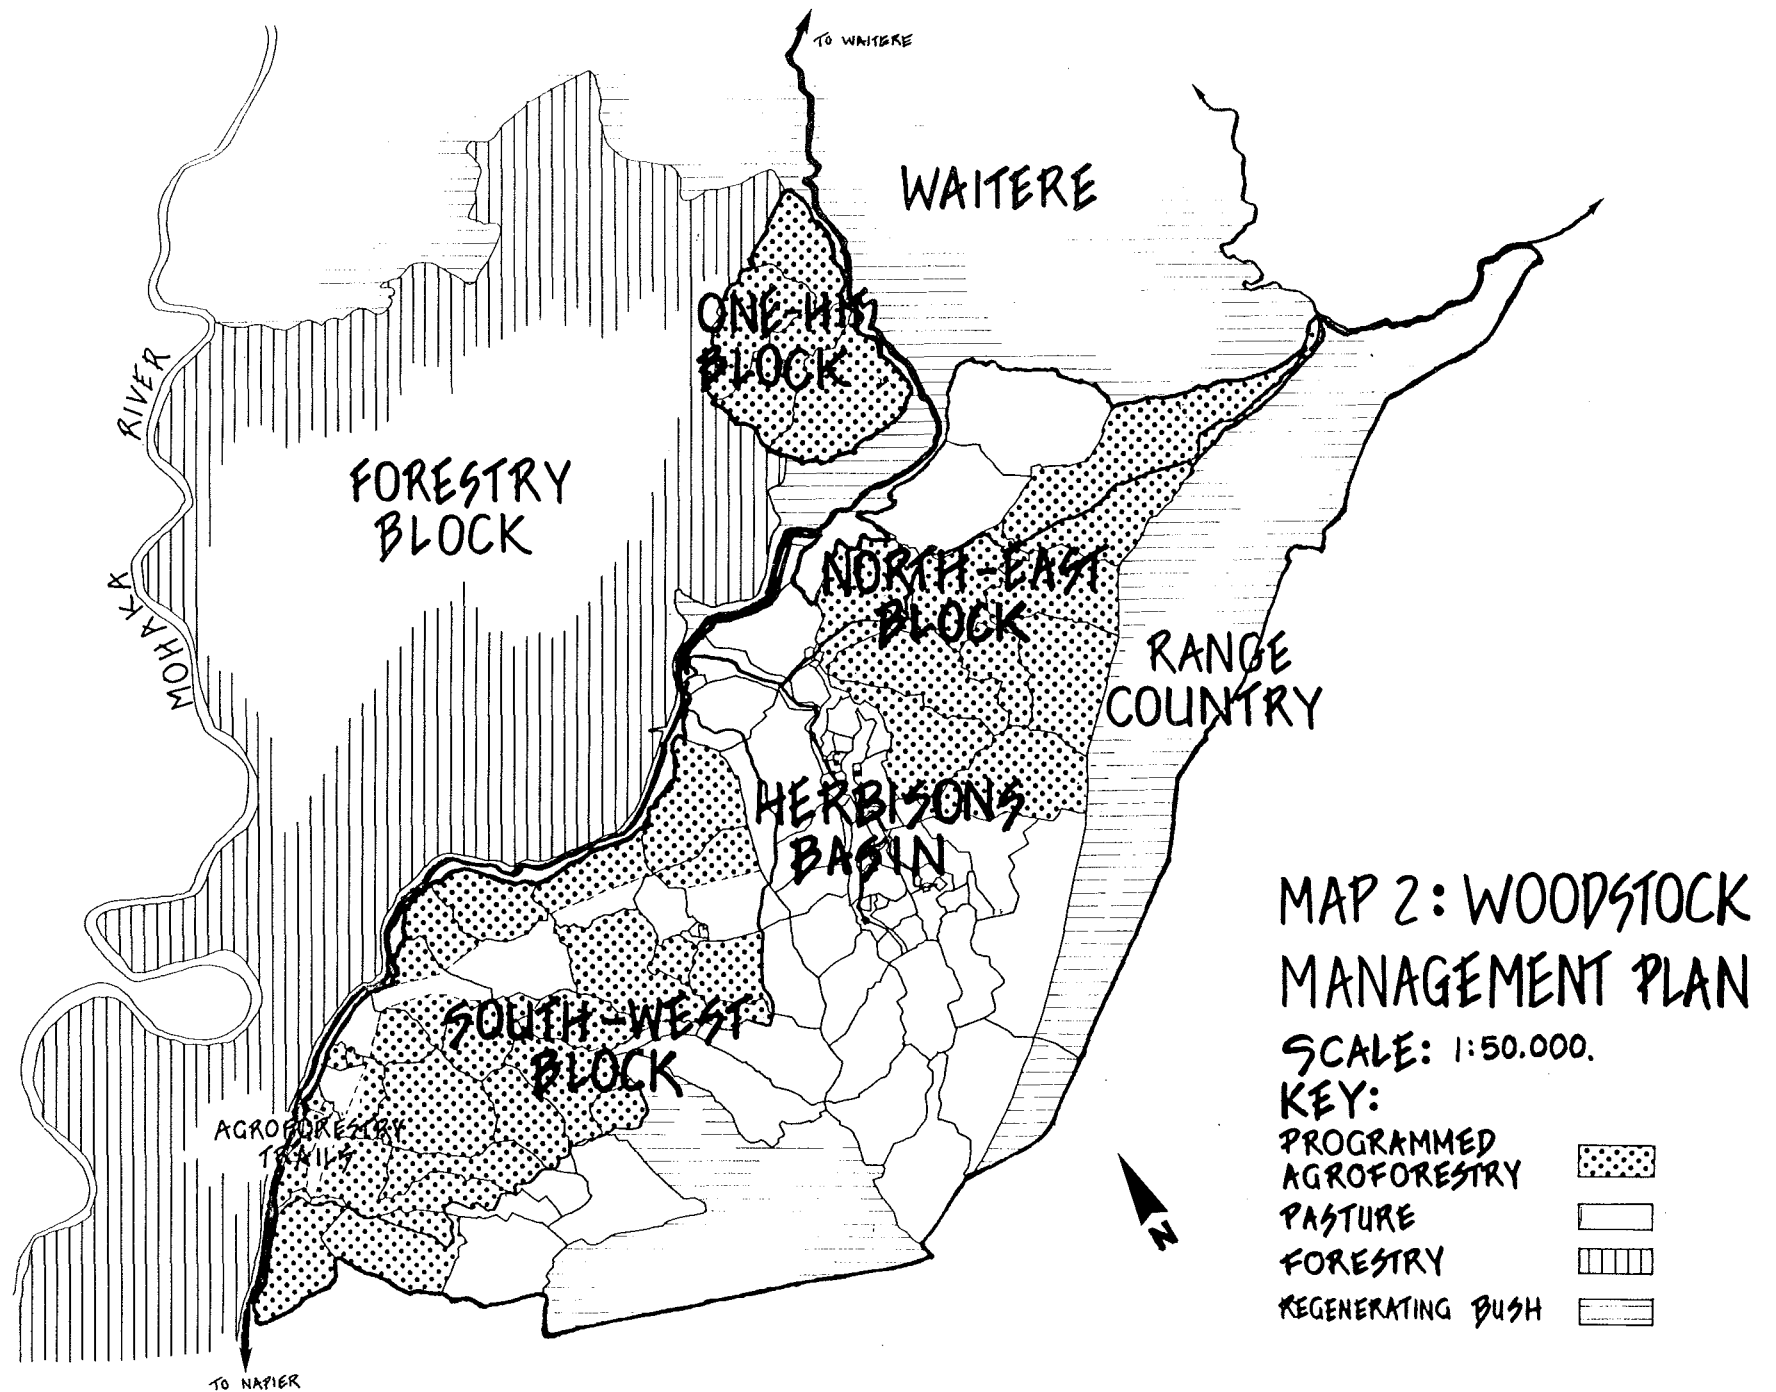 TO WAITERE
WAITERE
ONE-HI
BLOCK
RIVER
MOHAKA
FORESTRY
BLOCK
NORTH-EAST
BLOCK
RANGE
COUNTRY
HERBISONS
BASIN
SOUTH-WEST
BLOCK
AGROFORESTRY
TRAILS
TO NAPIER
MAP 2: WOODSTOCK
MANAGEMENT PLAN
SCALE: 1:50.000.
KEY:
PROGRAMMED
AGROFORESTRY
PASTURE
FORESTRY
REGENERATING BUSH
N